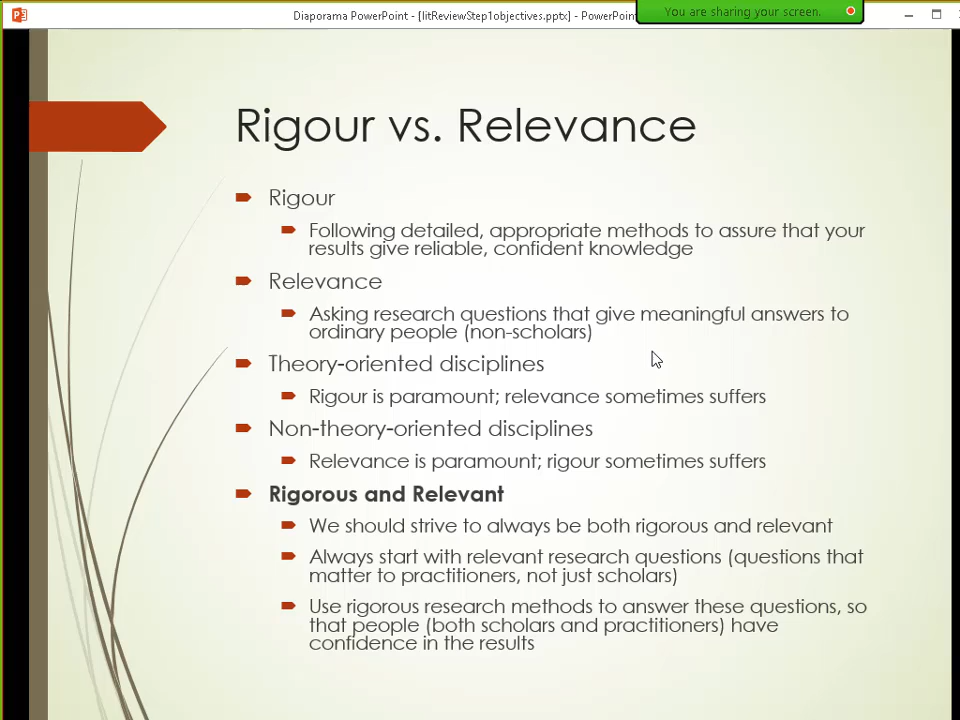 Diaporama PowerPoint - [litReviewStep1objectives.pptx] - PowerPoint
You are sharing your screen.
Rigour vs. Relevance
Rigour
Following detailed, appropriate methods to assure that your
results give reliable, confident knowledge
Relevance
Asking research questions that give meaningful answers to
ordinary people (non-scholars)
Theory-oriented disciplines
Rigour is paramount; relevance sometimes suffers
Non-theory-oriented disciplines
Relevance is paramount; rigour sometimes suffers
Rigorous and Relevant
We should strive to always be both rigorous and relevant
Always start with relevant research questions (questions that
matter to practitioners, not just scholars)
Use rigorous research methods to answer these questions, so
that people (both scholars and practitioners) have
confidence in the results